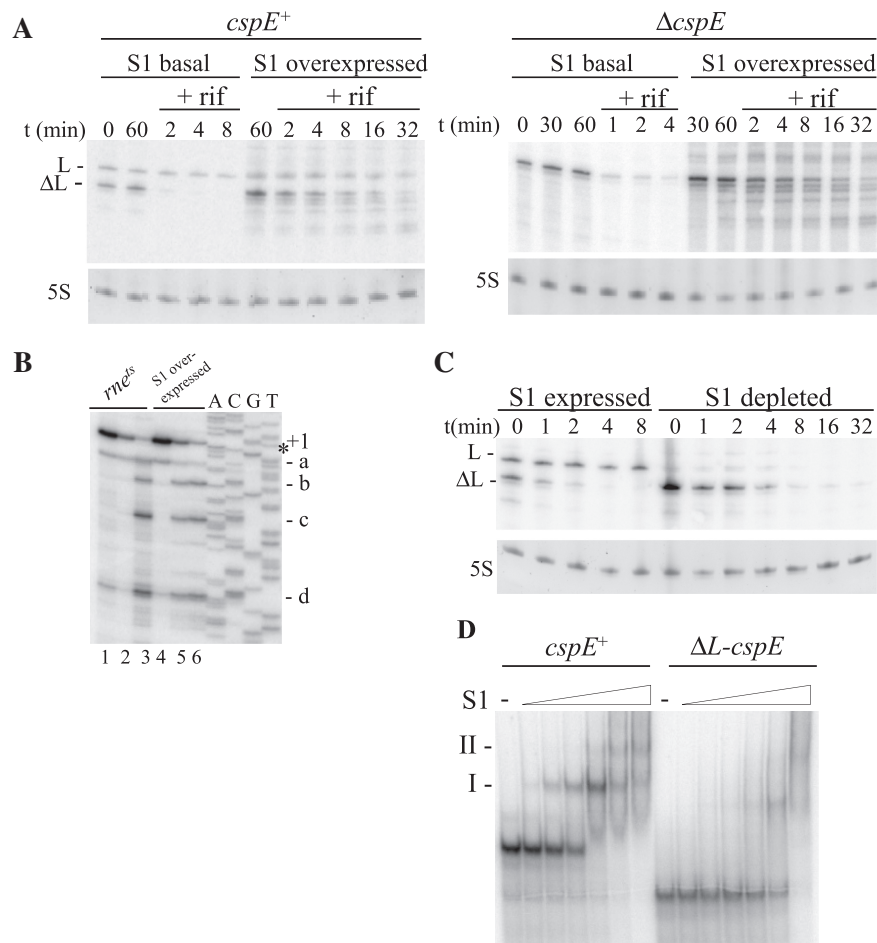 A
cspE+
ΔcspE
S1 basal
S1 overexpressed
S1 basal
S1 overexpressed
+ rif
+ rif
+ rif
+ rif
t (min) 0 60 2 4 8 60 2 4 8 16 32
t (min) 0 30 60 1 2 4 30 60 2 4 8 16 32
L -
ΔL -
5S
5S
B
rne^ts
S1 over-
expressed
A C G T
+1
*
- a
- b
- c
- d
1 2 3 4 5 6
C
S1 expressed
S1 depleted
t(min) 0 1 2 4 8 0 1 2 4 8 16 32
L -
ΔL -
5S
D
cspE+
ΔL-cspE
S1 - -
II -
I -